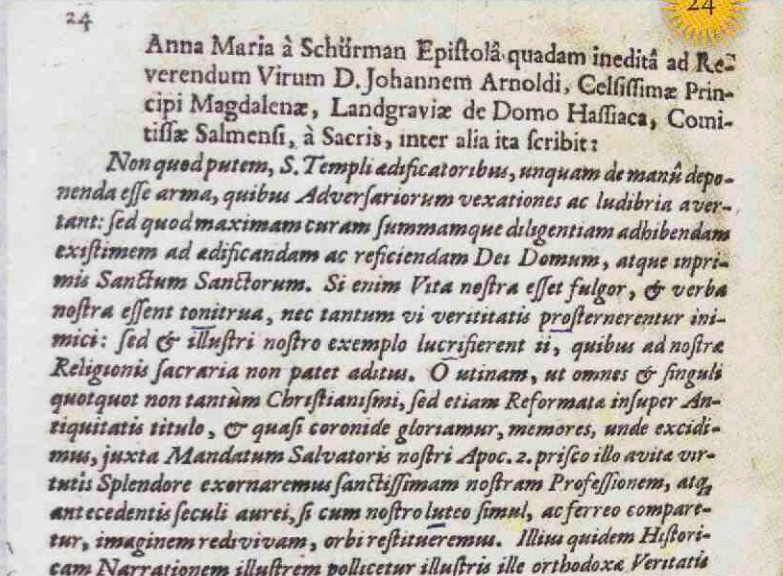 24
24
Anna Maria à Schürman Epiſtolâ quadam ineditâ ad Re-
verendum Virum D. Johannem Arnoldi, Celſiſſimæ Prin-
cipi Magdalenæ, Landgraviæ de Domo Haſſiaca, Comi-
tiſſæ Salmenſi, à Sacris, inter alia ita ſcribit:
Non quod putem, S. Templi ædificatoribus, unquam de manû depo-
nenda eſſe arma, quibus Adverſariorum vexationes ac ludibria aver-
tant: ſed quod maximam curam ſummamque diligentiam adhibendam
exiſtimem ad ædificandam ac reficiendam Dei Domum, atque inpri-
mis Sanctum Sanctorum. Si enim Vita noſtra eſſet fulgor, & verba
noſtra eſſent tonitrua, nec tantum vi verititatis proſternerentur ini-
mici: ſed & illuſtri noſtro exemplo lucrifierent ii, quibus ad noſtræ
Religionis ſacraria non patet aditus. O utinam, ut omnes & ſinguli
quotquot non tantùm Chriſtianiſmi, ſed etiam Reformatæ inſuper An-
tiquitatis titulo, & quaſi coronide gloriamur, memores, unde excidi-
mus, juxta Mandatum Salvatoris noſtri Apoc. 2. priſco illo avitæ vir-
tutis Splendore exornaremus ſanctiſſimam noſtram Profeſſionem, atq́;
antecedentis ſeculi aurei, ſi cum noſtro luteo ſimul, ac ferreo compare-
tur, imaginem redivivam, orbi reſtitueremus. Illius quidem Hiſtori-
cam Narrationem illuſtrem pollicetur illuſtris ille orthodoxæ Veritatis